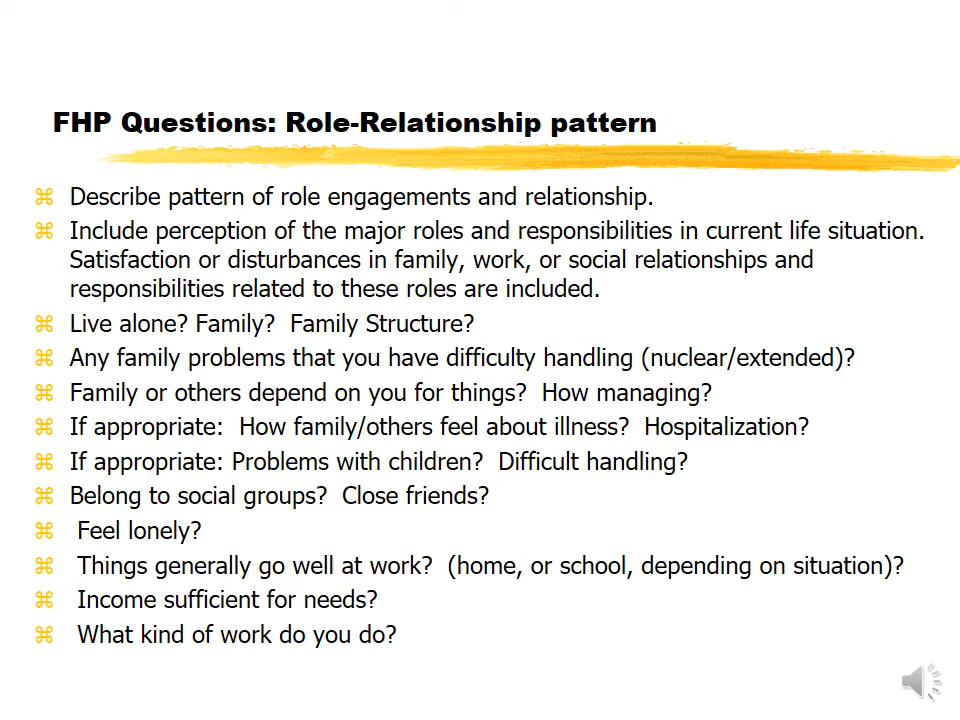 FHP Questions: Role-Relationship pattern
⌘ Describe pattern of role engagements and relationship.
⌘ Include perception of the major roles and responsibilities in current life situation.
Satisfaction or disturbances in family, work, or social relationships and
responsibilities related to these roles are included.
⌘ Live alone? Family?  Family Structure?
⌘ Any family problems that you have difficulty handling (nuclear/extended)?
⌘ Family or others depend on you for things?  How managing?
⌘ If appropriate:  How family/others feel about illness?  Hospitalization?
⌘ If appropriate: Problems with children?  Difficult handling?
⌘ Belong to social groups?  Close friends?
⌘ Feel lonely?
⌘ Things generally go well at work?  (home, or school, depending on situation)?
⌘ Income sufficient for needs?
⌘ What kind of work do you do?